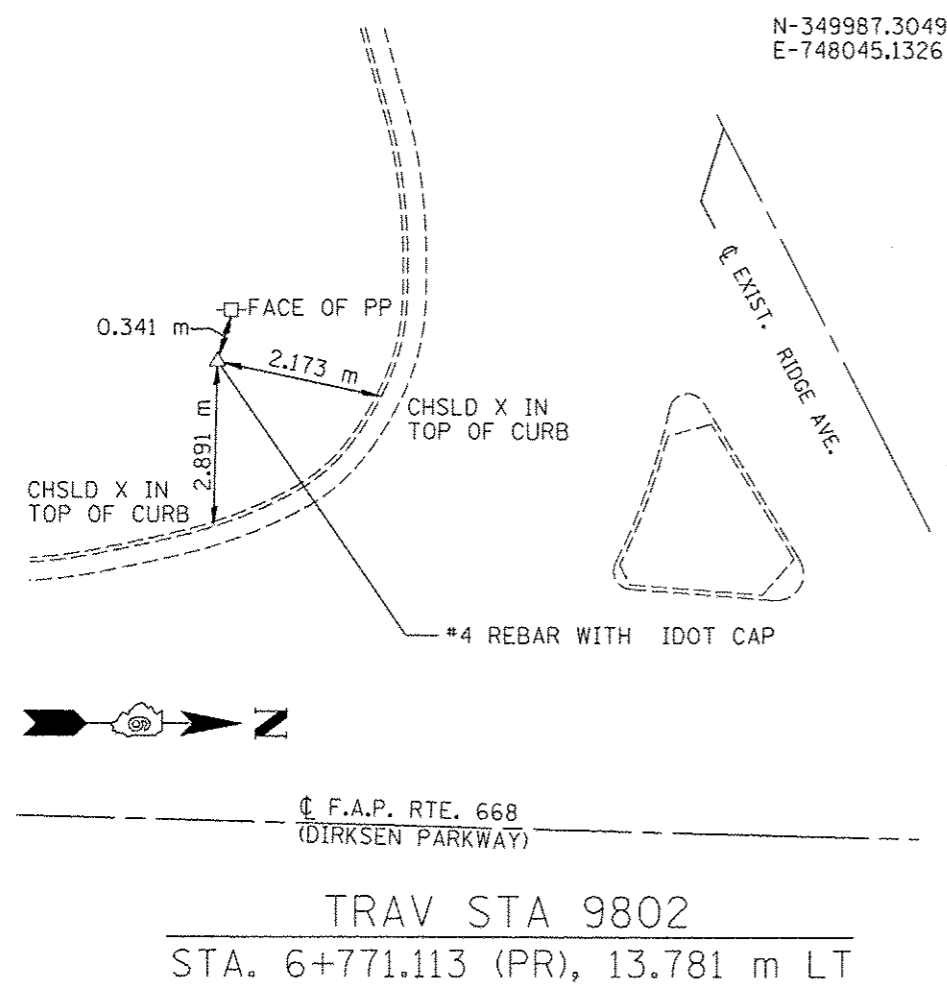 N-349987.3049
E-748045.1326
℄ EXIST. RIDGE AVE.
FACE OF PP
0.341 m
2.173 m
2.891 m
CHSLD X IN
TOP OF CURB
CHSLD X IN
TOP OF CURB
#4 REBAR WITH IDOT CAP
N
℄ F.A.P. RTE. 668
(DIRKSEN PARKWAY)
TRAV STA 9802
STA. 6+771.113 (PR), 13.781 m LT